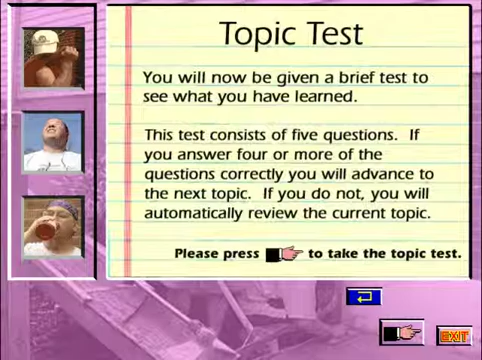 Topic Test
You will now be given a brief test to
see what you have learned.
This test consists of five questions. If
you answer four or more of the
questions correctly you will advance to
the next topic. If you do not, you will
automatically review the current topic.
Please press to take the topic test.
EXIT